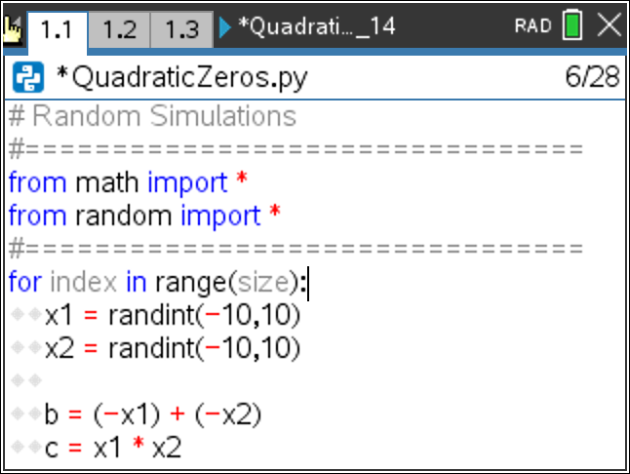 1.1 1.2 1.3 *Quadrati..._14 RAD
*QuadraticZeros.py 6/28
# Random Simulations
#================================
from math import *
from random import *
#================================
for index in range(size):
x1 = randint(−10,10)
x2 = randint(−10,10)
b = (−x1) + (−x2)
c = x1 * x2